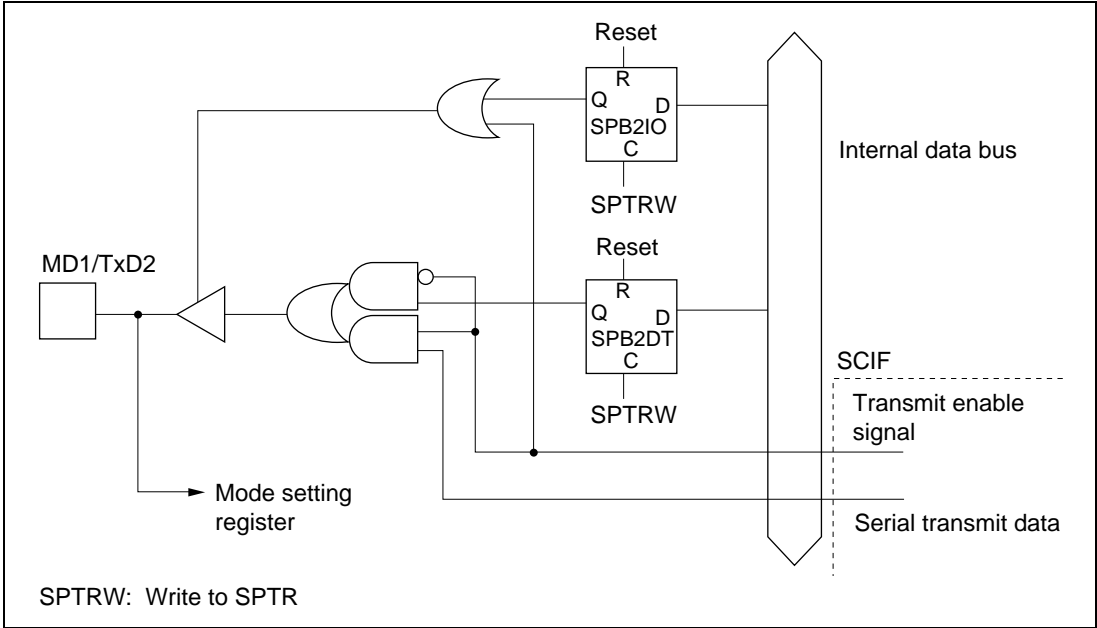 Reset
R
Q
D
SPB2IO
C
SPTRW
Internal data bus
MD1/TxD2
Reset
R
Q
D
SPB2DT
C
SPTRW
SCIF
Transmit enable
signal
Mode setting
register
Serial transmit data
SPTRW: Write to SPTR